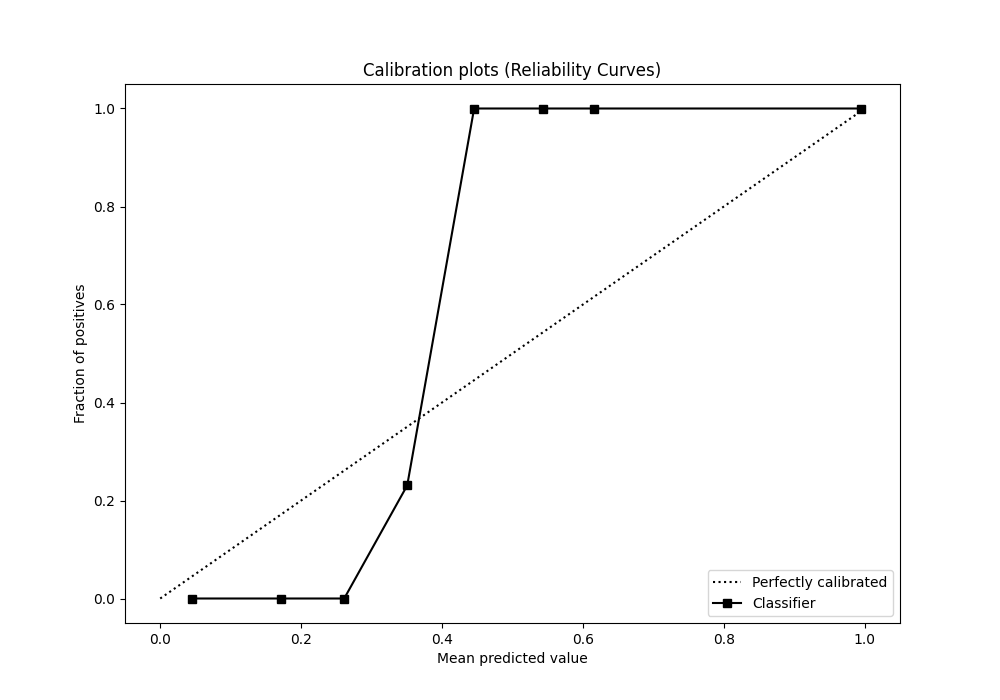 Calibration plots (Reliability Curves)
Fraction of positives
1.0
0.8
0.6
0.4
0.2
0.0
0.0 0.2 0.4 0.6 0.8 1.0
Mean predicted value
Perfectly calibrated
Classifier